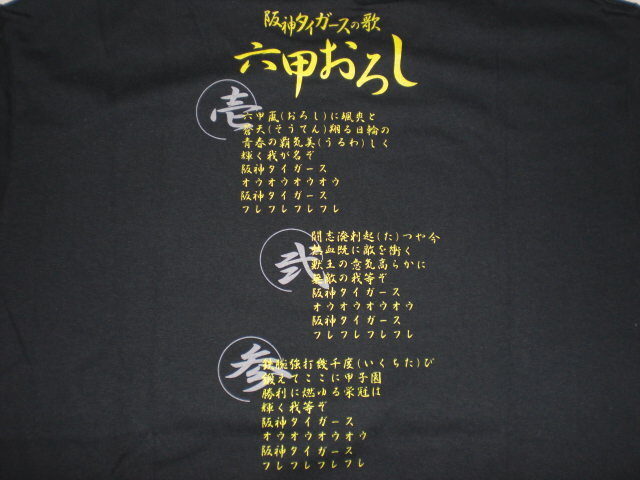 阪神タイガースの歌
六甲おろし
壱
六甲颪(おろし)に颯爽と
蒼天(そうてん)翔る日輪の
青春の覇気美(うるわ)しく
輝く我が名ぞ
阪神タイガース
オウオウオウオウ
阪神タイガース
フレフレフレフレ
弐
闘志溌剌起(た)つや今
熱血既に敵を衝く
獣王の意気高らかに
無敵の我等ぞ
阪神タイガース
オウオウオウオウ
阪神タイガース
フレフレフレフレ
参
鉄腕強打幾千度(いくちた)び
鍛えてここに甲子園
勝利に燃ゆる栄冠は
輝く我等ぞ
阪神タイガース
オウオウオウオウ
阪神タイガース
フレフレフレフレ